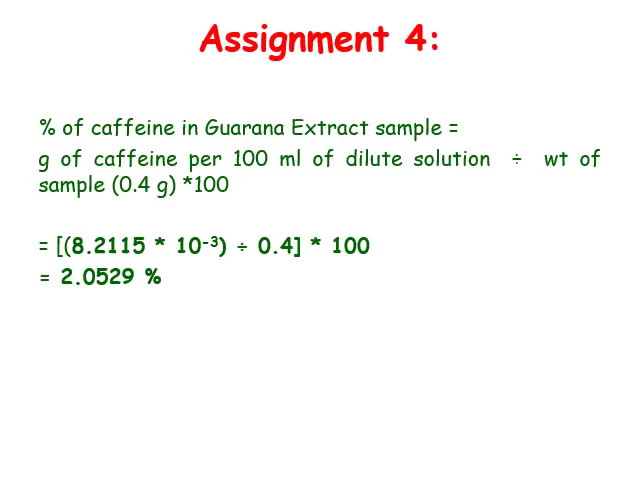 Assignment 4:
% of caffeine in Guarana Extract sample =
g of caffeine per 100 ml of dilute solution ÷ wt of
sample (0.4 g) *100
= [(8.2115 * 10⁻³) ÷ 0.4] * 100
= 2.0529 %